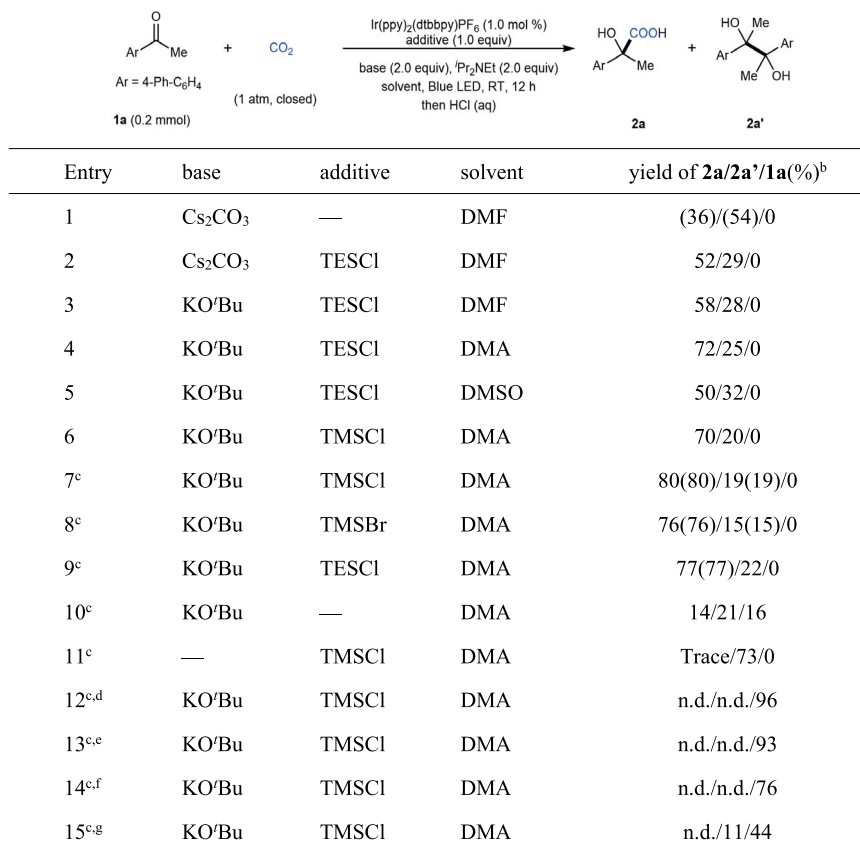 O
Ar Me
Ar = 4-Ph-C6H4
1a (0.2 mmol)
+
CO2
(1 atm, closed)
Ir(ppy)2(dtbbpy)PF6 (1.0 mol %)
additive (1.0 equiv)
base (2.0 equiv), iPr2NEt (2.0 equiv)
solvent, Blue LED, RT, 12 h
then HCl (aq)
HO COOH
Ar Me
2a
+
HO Me
Ar Ar
Me OH
2a'
Entry base additive solvent yield of 2a/2a’/1a(%)b
1 Cs2CO3 — DMF (36)/(54)/0
2 Cs2CO3 TESCl DMF 52/29/0
3 KOtBu TESCl DMF 58/28/0
4 KOtBu TESCl DMA 72/25/0
5 KOtBu TESCl DMSO 50/32/0
6 KOtBu TMSCl DMA 70/20/0
7c KOtBu TMSCl DMA 80(80)/19(19)/0
8c KOtBu TMSBr DMA 76(76)/15(15)/0
9c KOtBu TESCl DMA 77(77)/22/0
10c KOtBu — DMA 14/21/16
11c — TMSCl DMA Trace/73/0
12c,d KOtBu TMSCl DMA n.d./n.d./96
13c,e KOtBu TMSCl DMA n.d./n.d./93
14c,f KOtBu TMSCl DMA n.d./n.d./76
15c,g KOtBu TMSCl DMA n.d./11/44